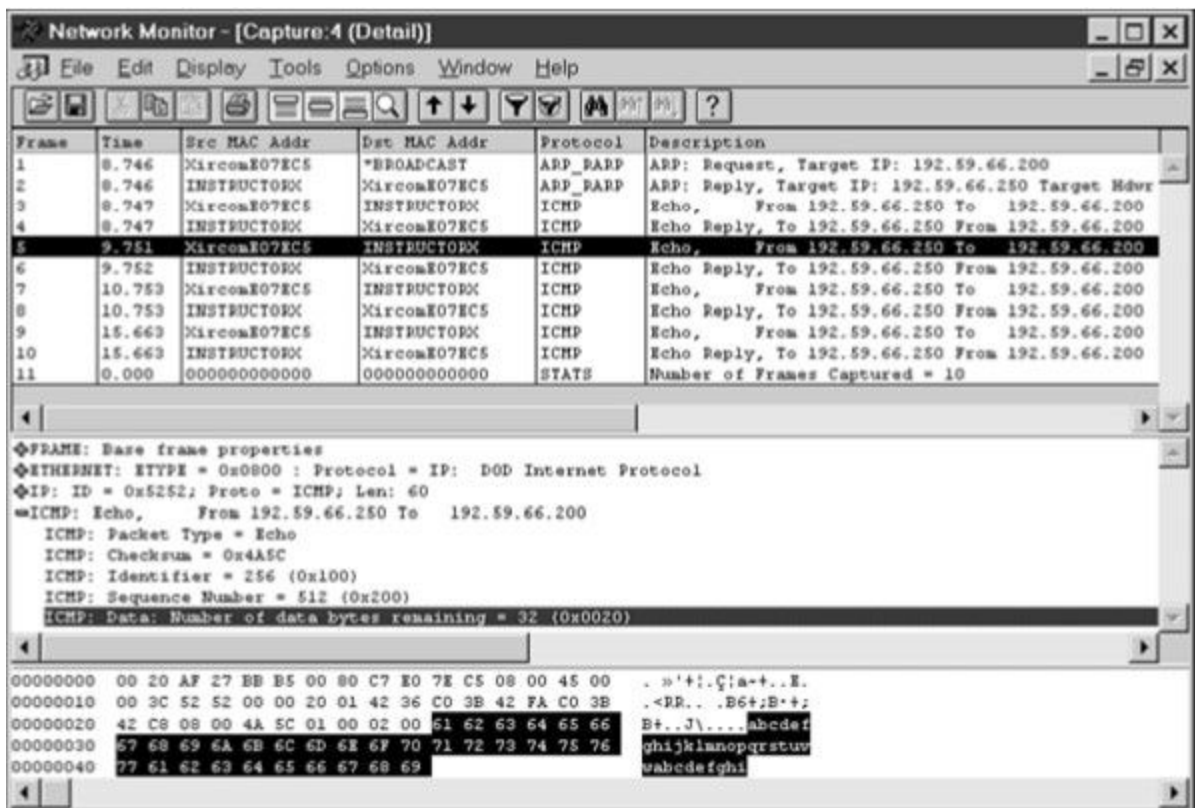 Network Monitor - [Capture:4 (Detail)]
File Edit Display Tools Options Window Help
Frame Time Src MAC Addr Dst MAC Addr Protocol Description
1 8.746 XircomE07EC5 *BROADCAST ARP_RARP ARP: Request, Target IP: 192.59.66.200
2 8.746 INSTRUCTORX XircomE07EC5 ARP_RARP ARP: Reply, Target IP: 192.59.66.250 Target Hdwr
3 8.747 XircomE07EC5 INSTRUCTORX ICMP Echo, From 192.59.66.250 To 192.59.66.200
4 8.747 INSTRUCTORX XircomE07EC5 ICMP Echo Reply, To 192.59.66.250 From 192.59.66.200
5 9.751 XircomE07EC5 INSTRUCTORX ICMP Echo, From 192.59.66.250 To 192.59.66.200
6 9.752 INSTRUCTORX XircomE07EC5 ICMP Echo Reply, To 192.59.66.250 From 192.59.66.200
7 10.753 XircomE07EC5 INSTRUCTORX ICMP Echo, From 192.59.66.250 To 192.59.66.200
8 10.753 INSTRUCTORX XircomE07EC5 ICMP Echo Reply, To 192.59.66.250 From 192.59.66.200
9 15.663 XircomE07EC5 INSTRUCTORX ICMP Echo, From 192.59.66.250 To 192.59.66.200
10 15.663 INSTRUCTORX XircomE07EC5 ICMP Echo Reply, To 192.59.66.250 From 192.59.66.200
11 0.000 000000000000 000000000000 STATS Number of Frames Captured = 10
FRAME: Base frame properties
ETHERNET: ETYPE = 0x0800 : Protocol = IP: DOD Internet Protocol
IP: ID = 0x5252; Proto = ICMP; Len: 60
ICMP: Echo, From 192.59.66.250 To 192.59.66.200
ICMP: Packet Type = Echo
ICMP: Checksum = 0x4A5C
ICMP: Identifier = 256 (0x100)
ICMP: Sequence Number = 512 (0x200)
ICMP: Data: Number of data bytes remaining = 32 (0x0020)
00000000 00 20 AF 27 BB B5 00 80 C7 E0 7E C5 08 00 45 00 . »'+¦.Ç¦a~+..E.
00000010 00 3C 52 52 00 00 20 01 42 36 C0 3B 42 FA C0 3B .<RR.. .B6+;B·+;
00000020 42 C8 08 00 4A 5C 01 00 02 00 61 62 63 64 65 66 B+..J\....abcdef
00000030 67 68 69 6A 6B 6C 6D 6E 6F 70 71 72 73 74 75 76 ghijklmnopqrstuv
00000040 77 61 62 63 64 65 66 67 68 69 wabcdefghi